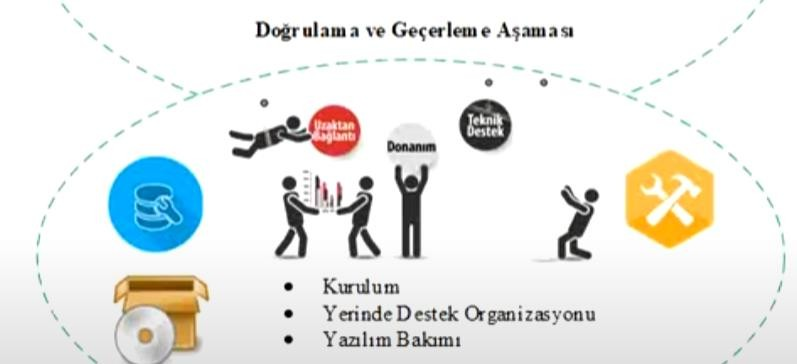 Doğrulama ve Geçerleme Aşaması
Uzaktan
Bağlantı
Teknik
Destek
Donanım
• Kurulum
• Yerinde Destek Organizasyonu
• Yazılım Bakımı